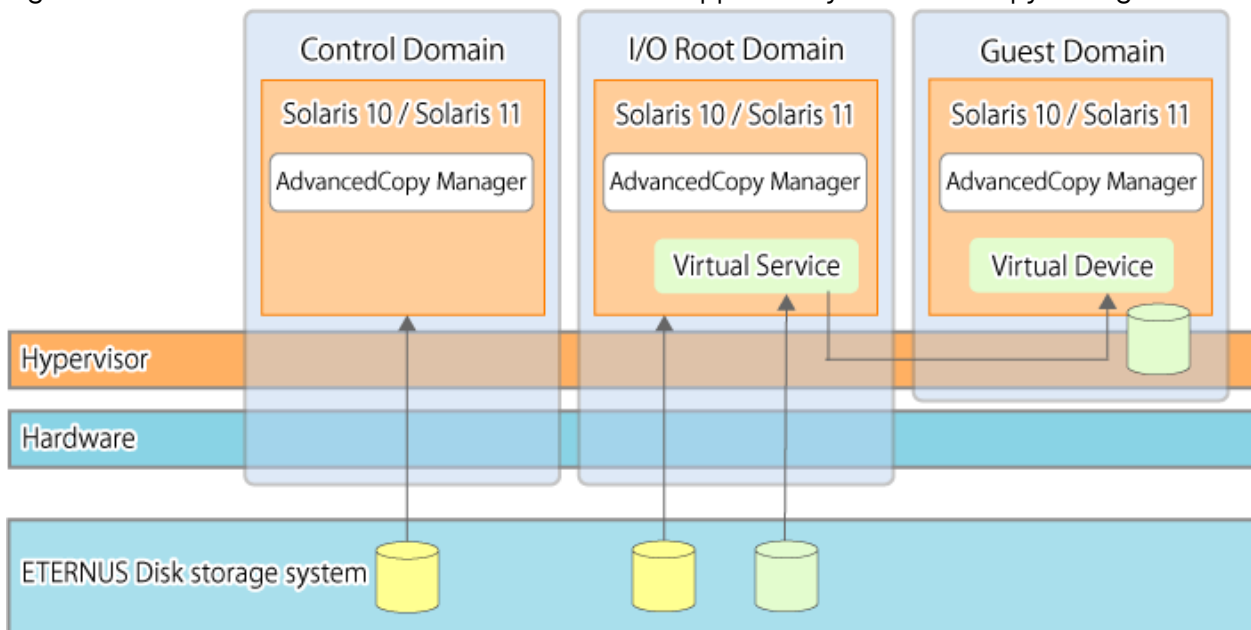 Control Domain
I/O Root Domain
Guest Domain
Solaris 10 / Solaris 11
Solaris 10 / Solaris 11
Solaris 10 / Solaris 11
AdvancedCopy Manager
AdvancedCopy Manager
AdvancedCopy Manager
Virtual Service
Virtual Device
Hypervisor
Hardware
ETERNUS Disk storage system